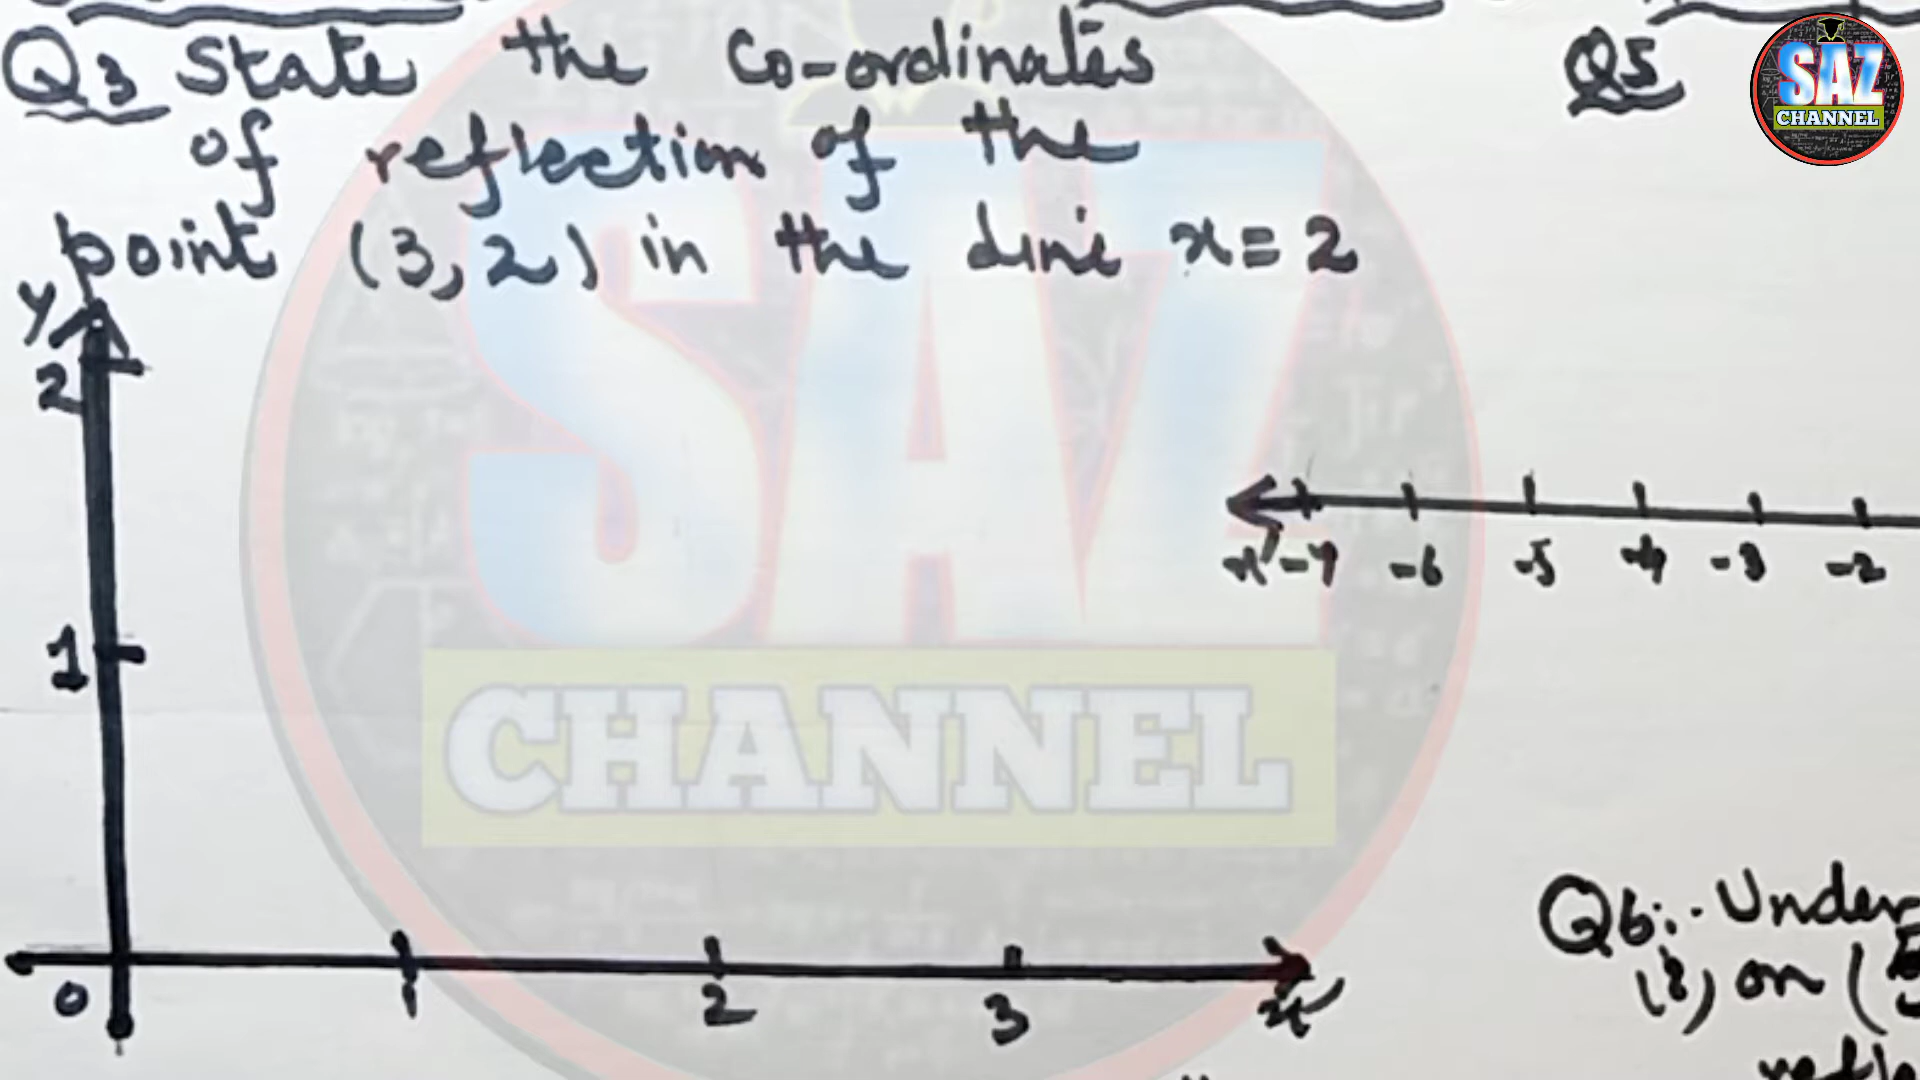 Q3 State the Co-ordinates
of reflection of the
point (3,2) in the line x=2
Y
2
1
0
1
2
3
x
Q5
SAZ
CHANNEL
x' -7 -6 -5 -4 -3 -2
SAZ
CHANNEL
Q6:- Under
(i) on (